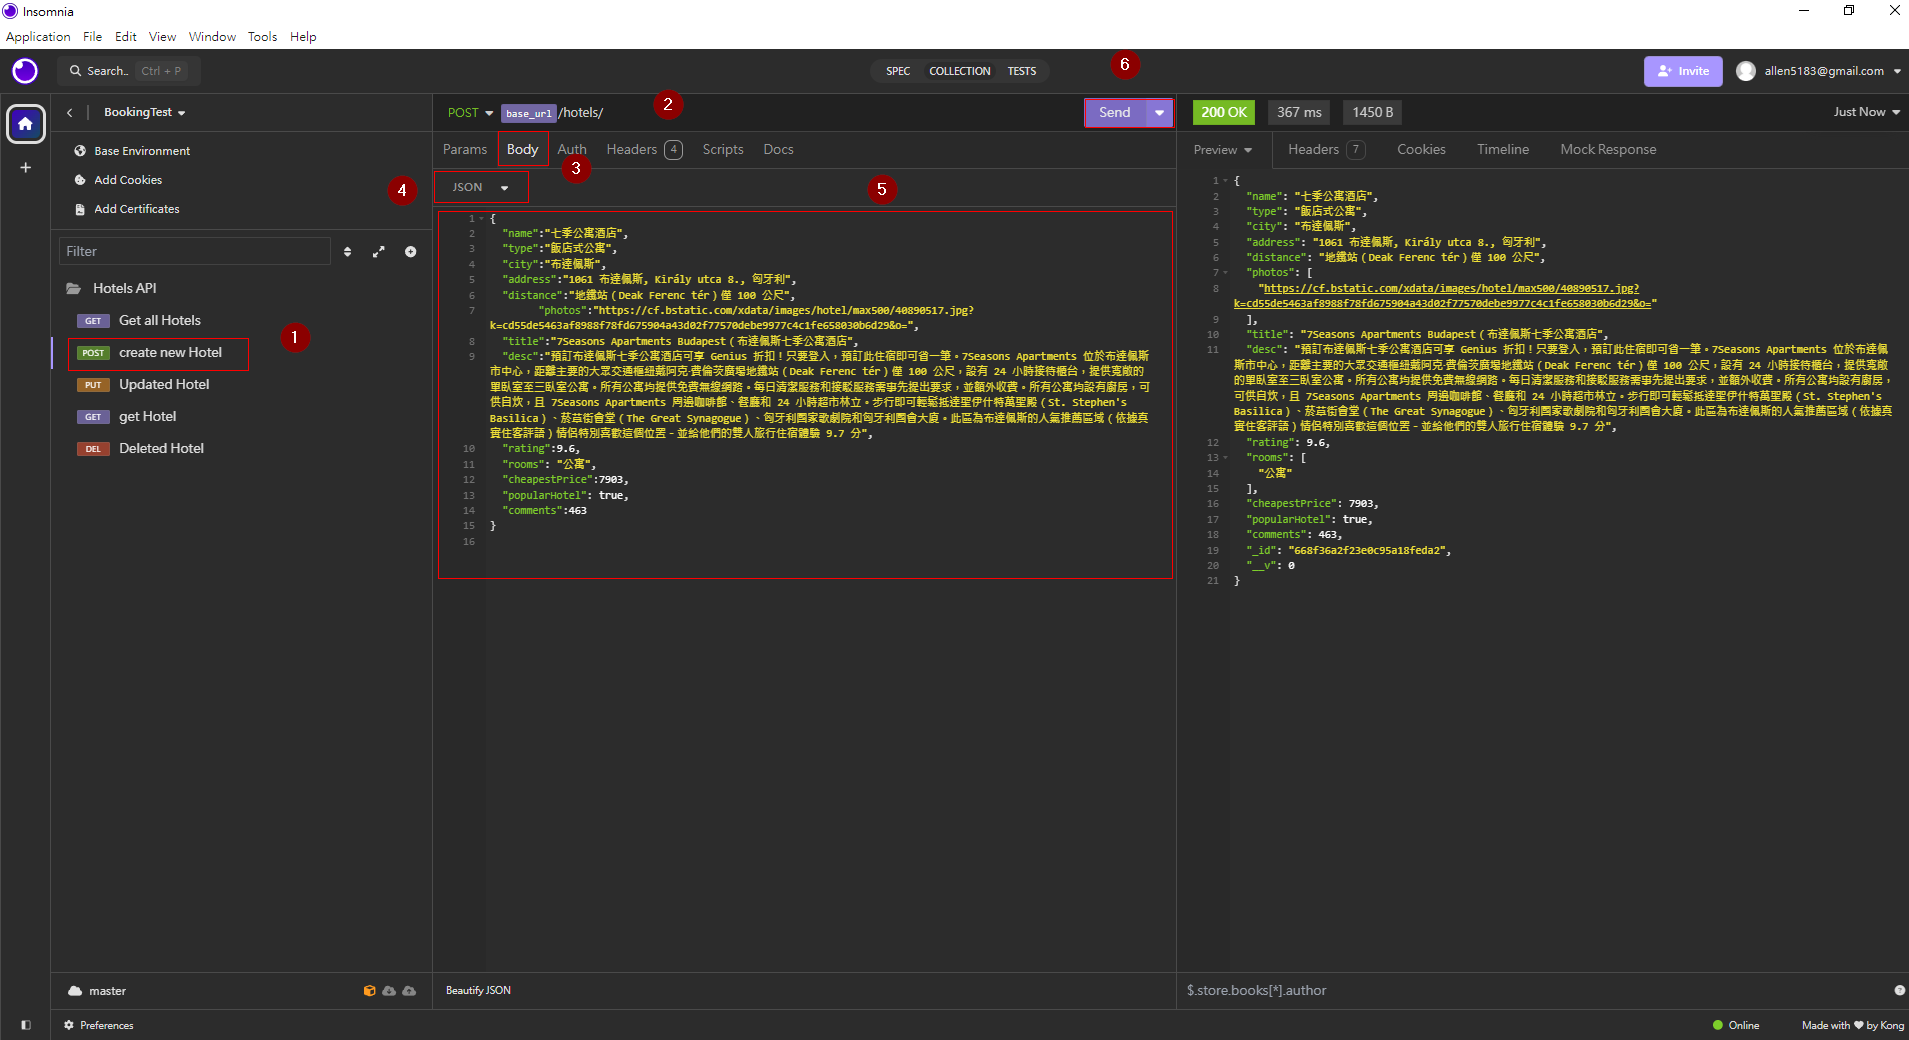 Insomnia
Application File Edit View Window Tools Help
Search.. Ctrl + P
SPEC COLLECTION TESTS
6
Invite
allen5183@gmail.com
BookingTest
Base Environment
Add Cookies
Add Certificates
Filter
Hotels API
GET Get all Hotels
POST create new Hotel
1
PUT Updated Hotel
GET get Hotel
DEL Deleted Hotel
master
Preferences
POST base_url/hotels/
2
Send
Params Body Auth Headers 4 Scripts Docs
3
4
JSON
5
1 {
2 "name":"七季公寓酒店",
3 "type":"飯店式公寓",
4 "city":"布達佩斯",
5 "address":"1061 布達佩斯, Király utca 8., 匈牙利",
6 "distance":"地鐵站（Deak Ferenc tér）僅 100 公尺",
7 "photos":"https://cf.bstatic.com/xdata/images/hotel/max500/40890517.jpg?
k=cd55de5463af8988f78fd675904a43d02f77570debe9977c4c1fe658030b6d29&o=",
8 "title":"7Seasons Apartments Budapest（布達佩斯七季公寓酒店",
9 "desc":"預訂布達佩斯七季公寓酒店可享 Genius 折扣！只要登入，預訂此住宿即可省一筆。7Seasons Apartments 位於布達佩斯
市中心，距離主要的大眾交通樞紐戴阿克·費倫茨廣場地鐵站（Deak Ferenc tér）僅 100 公尺，設有 24 小時接待櫃台，提供寬敞的
單臥室至三臥室公寓。所有公寓均提供免費無線網路。每日清潔服務和接駁服務需事先提出要求，並額外收費。所有公寓均設有廚房，可
供自炊，且 7Seasons Apartments 周邊咖啡館、餐廳和 24 小時超市林立。步行即可輕鬆抵達聖伊什特萬聖殿（St. Stephen's
Basilica）、菸草街會堂（The Great Synagogue）、匈牙利國家歌劇院和匈牙利國會大廈。此區為布達佩斯的人氣推薦區域（依據真
實住客評語）情侶特別喜歡這個位置－並給他們的雙人旅行住宿體驗 9.7 分",
10 "rating":9.6,
11 "rooms": "公寓",
12 "cheapestPrice":7903,
13 "popularHotel": true,
14 "comments":463
15 }
16
Beautify JSON
200 OK 367 ms 1450 B Just Now
Preview Headers 7 Cookies Timeline Mock Response
1 {
2 "name": "七季公寓酒店",
3 "type": "飯店式公寓",
4 "city": "布達佩斯",
5 "address": "1061 布達佩斯, Király utca 8., 匈牙利",
6 "distance": "地鐵站（Deak Ferenc tér）僅 100 公尺",
7 "photos": [
8 "https://cf.bstatic.com/xdata/images/hotel/max500/40890517.jpg?
k=cd55de5463af8988f78fd675904a43d02f77570debe9977c4c1fe658030b6d29&o="
9 ],
10 "title": "7Seasons Apartments Budapest（布達佩斯七季公寓酒店",
11 "desc": "預訂布達佩斯七季公寓酒店可享 Genius 折扣！只要登入，預訂此住宿即可省一筆。7Seasons Apartments 位於布達佩
斯市中心，距離主要的大眾交通樞紐戴阿克·費倫茨廣場地鐵站（Deak Ferenc tér）僅 100 公尺，設有 24 小時接待櫃台，提供寬敞
的單臥室至三臥室公寓。所有公寓均提供免費無線網路。每日清潔服務和接駁服務需事先提出要求，並額外收費。所有公寓均設有廚房，
可供自炊，且 7Seasons Apartments 周邊咖啡館、餐廳和 24 小時超市林立。步行即可輕鬆抵達聖伊什特萬聖殿（St. Stephen's
Basilica）、菸草街會堂（The Great Synagogue）、匈牙利國家歌劇院和匈牙利國會大廈。此區為布達佩斯的人氣推薦區域（依據真
實住客評語）情侶特別喜歡這個位置－並給他們的雙人旅行住宿體驗 9.7 分",
12 "rating": 9.6,
13 "rooms": [
14 "公寓"
15 ],
16 "cheapestPrice": 7903,
17 "popularHotel": true,
18 "comments": 463,
19 "_id": "668f36a2f23e0c95a18feda2",
20 "__v": 0
21 }
$.store.books[*].author
Online
Made with ❤ by Kong